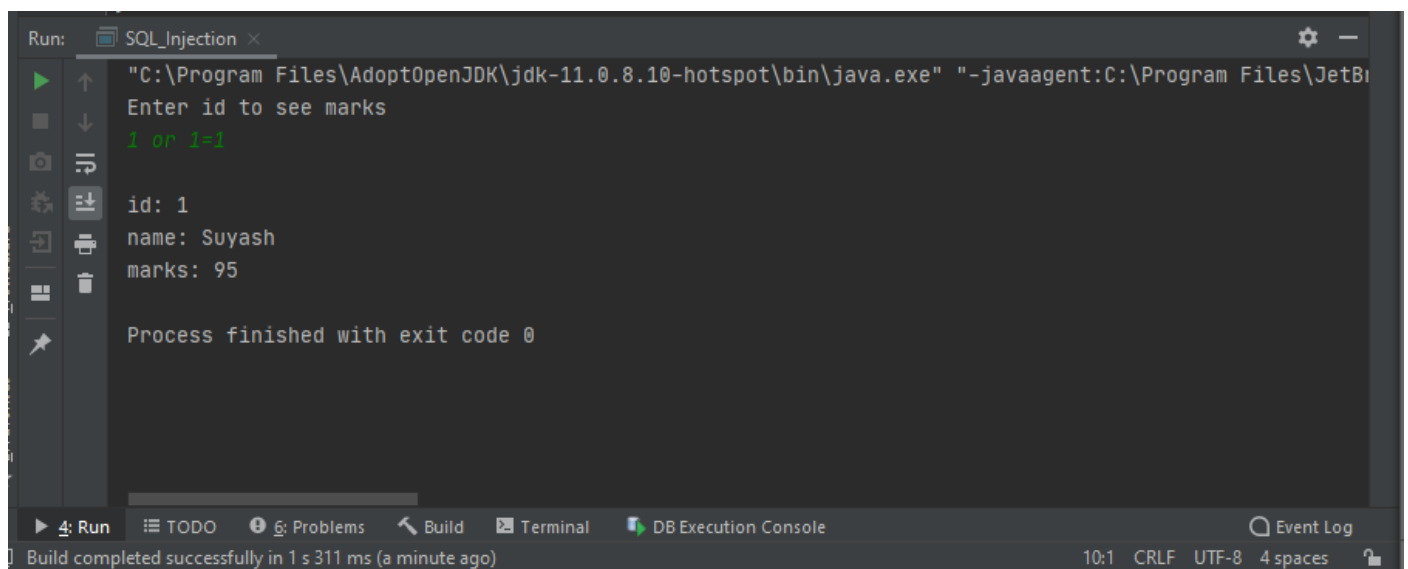 Run: SQL_Injection ×
"C:\Program Files\AdoptOpenJDK\jdk-11.0.8.10-hotspot\bin\java.exe" "-javaagent:C:\Program Files\JetBr
Enter id to see marks
1 or 1=1
id: 1
name: Suyash
marks: 95
Process finished with exit code 0
4: Run TODO 6: Problems Build Terminal DB Execution Console Event Log
Build completed successfully in 1 s 311 ms (a minute ago) 10:1 CRLF UTF-8 4 spaces